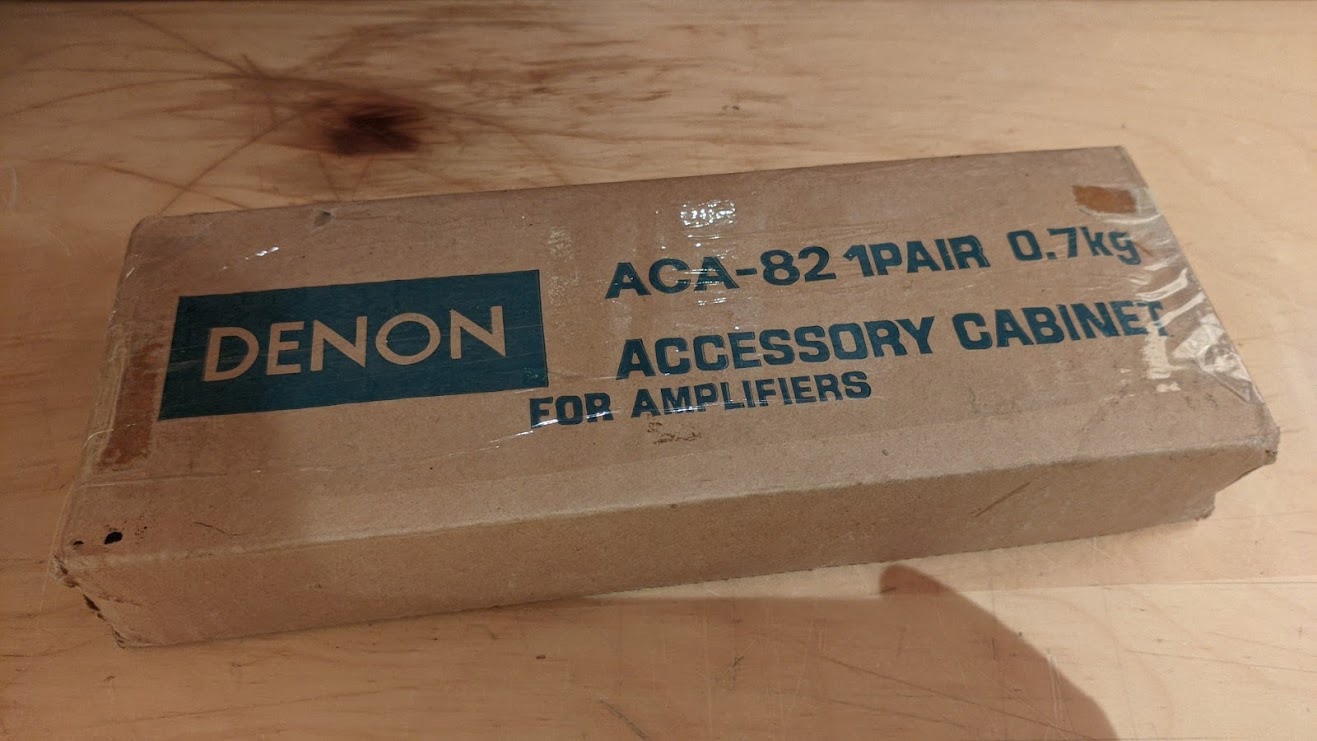 DENON
ACA-82 1PAIR 0.7kg
ACCESSORY CABINET
FOR AMPLIFIERS